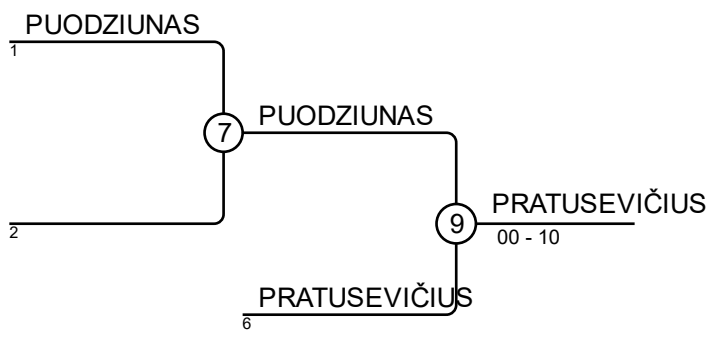 PUODZIUNAS
1
7
PUODZIUNAS
2
9
PRATUSEVIČIUS
00 - 10
PRATUSEVIČIUS
6